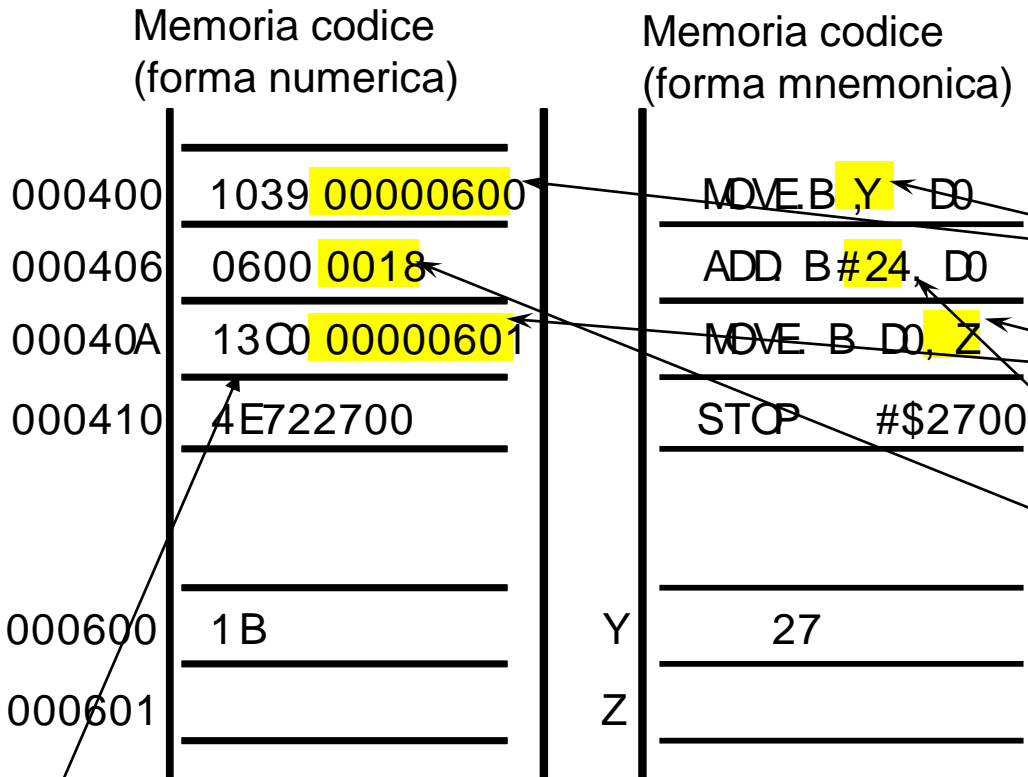 Memoria codice
(forma numerica)
Memoria codice
(forma mnemonica)
000400 1039 00000600 MOVE.B ,Y D0
000406 0600 0018 ADD. B #24, D0
00040A 13C0 00000601 MOVE. B D0, Z
000410 4E722700 STOP #$2700
000600 1B Y 27
000601 Z